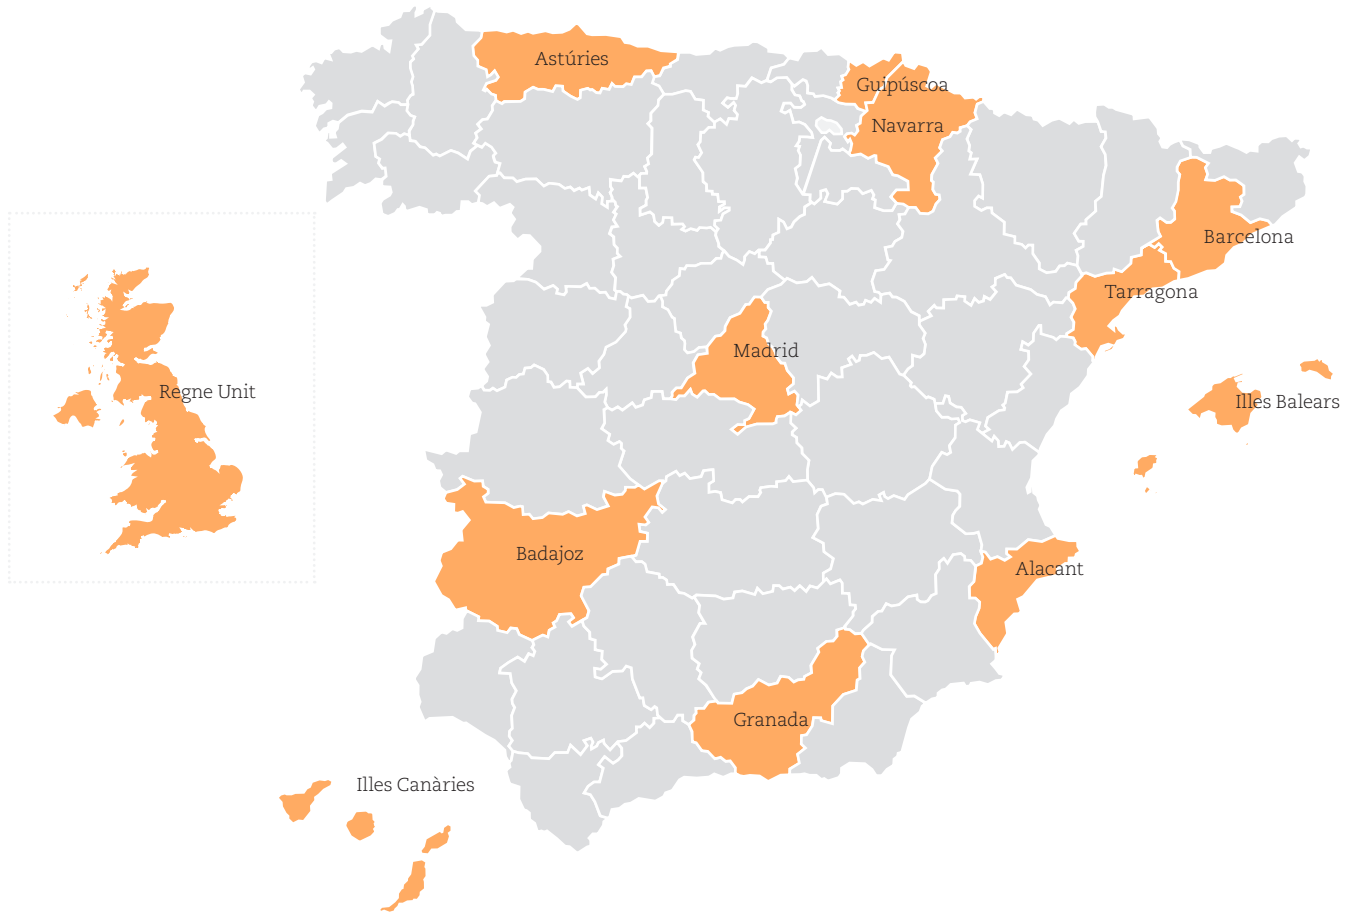 Astúries
Guipúscoa
Navarra
Barcelona
Tarragona
Madrid
Regne Unit
Illes Balears
Badajoz
Alacant
Granada
Illes Canàries